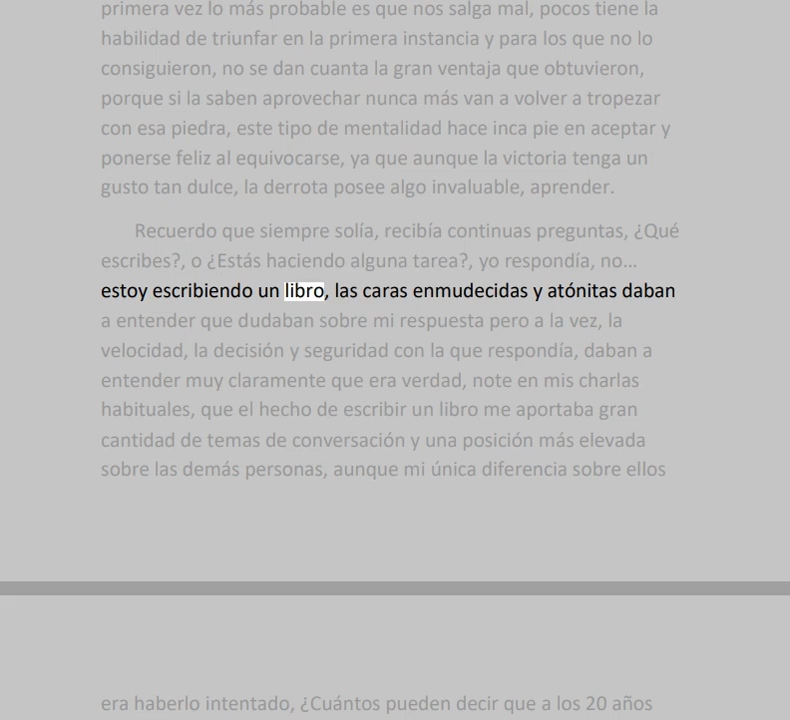 primera vez lo más probable es que nos salga mal, pocos tiene la
habilidad de triunfar en la primera instancia y para los que no lo
consiguieron, no se dan cuanta la gran ventaja que obtuvieron,
porque si la saben aprovechar nunca más van a volver a tropezar
con esa piedra, este tipo de mentalidad hace inca pie en aceptar y
ponerse feliz al equivocarse, ya que aunque la victoria tenga un
gusto tan dulce, la derrota posee algo invaluable, aprender.
Recuerdo que siempre solía, recibía continuas preguntas, ¿Qué
escribes?, o ¿Estás haciendo alguna tarea?, yo respondía, no...
estoy escribiendo un libro, las caras enmudecidas y atónitas daban
a entender que dudaban sobre mi respuesta pero a la vez, la
velocidad, la decisión y seguridad con la que respondía, daban a
entender muy claramente que era verdad, note en mis charlas
habituales, que el hecho de escribir un libro me aportaba gran
cantidad de temas de conversación y una posición más elevada
sobre las demás personas, aunque mi única diferencia sobre ellos
era haberlo intentado, ¿Cuántos pueden decir que a los 20 años